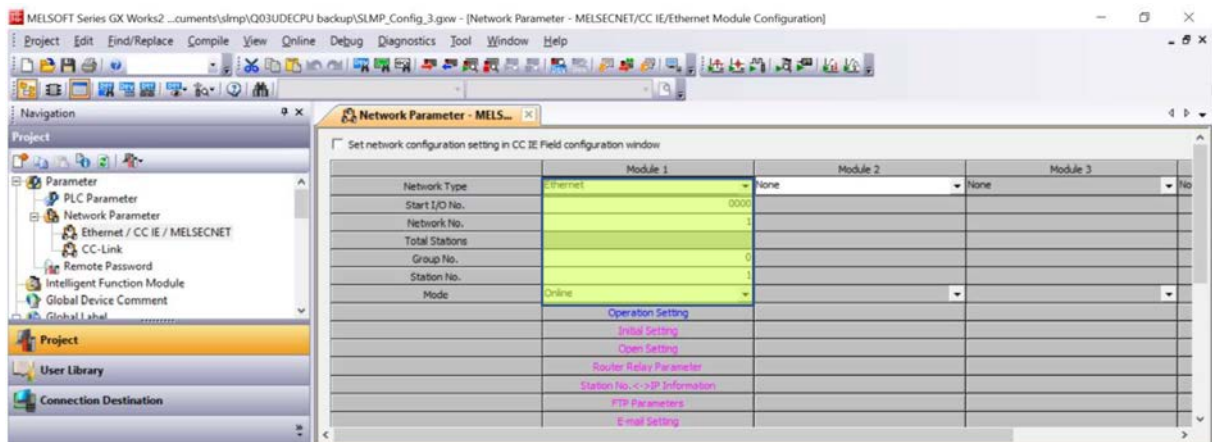 MELSOFT Series GX Works2 ...cuments\slmp\Q03UDECPU backup\SLMP_Config_3.gxw - [Network Parameter - MELSECNET/CC IE/Ethernet Module Configuration]
Project Edit Find/Replace Compile View Online Debug Diagnostics Tool Window Help
Navigation
Network Parameter - MELS...
Project
Set network configuration setting in CC IE Field configuration window
Module 1 Module 2 Module 3
Parameter
PLC Parameter
Network Parameter
Ethernet / CC IE / MELSECNET
CC-Link
Remote Password
Intelligent Function Module
Global Device Comment
Global Label
Network Type Ethernet None None No
Start I/O No. 0000
Network No. 1
Total Stations
Group No. 0
Station No. 1
Mode Online
Operation Setting
Initial Setting
Open Setting
Router Relay Parameter
Station No.<->IP Information
FTP Parameters
E-mail Setting
Project
User Library
Connection Destination